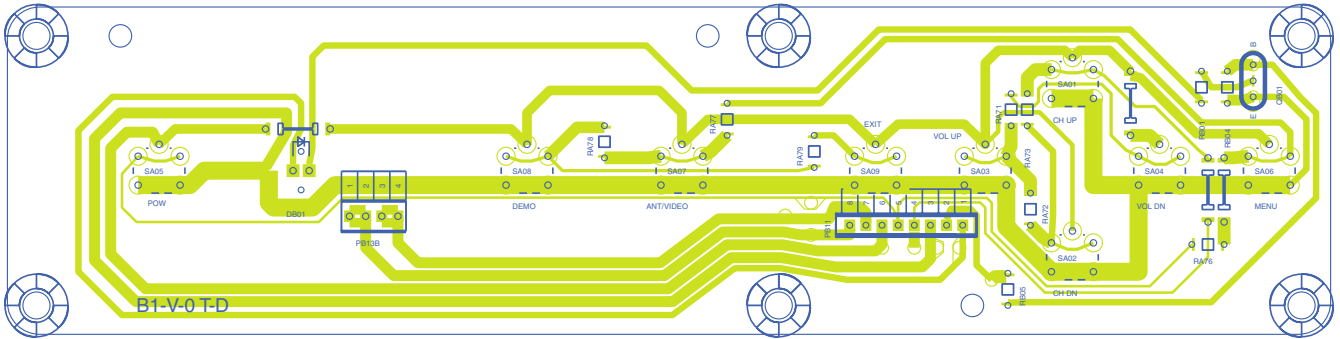 B
E
QB01
SA01
CH UP
RA71
RA77
RB01
RB04
EXIT
VOL UP
RA78
RA79
RA73
SA05
SA08
SA07
SA09
SA03
SA04
SA06
POW
DB01
1 2 3 4
PB13B
DEMO
ANT/VIDEO
PB11
8 7 6 5 4 3 2 1
RA72
VOL DN
MENU
SA02
CH DN
RA76
RB05
B1-V-0 T-D